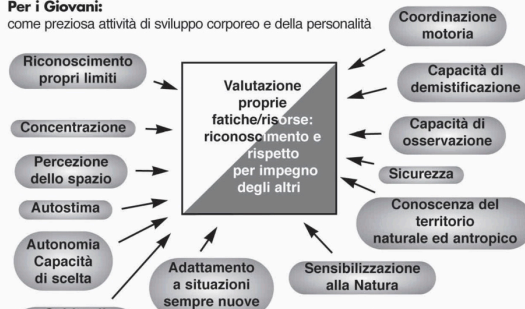 Per i Giovani:
come preziosa attività di sviluppo corporeo e della personalità
Coordinazione
motoria
Riconoscimento
propri limiti
Capacità di
demistificazione
Valutazione
proprie
fatiche/risorse:
riconoscimento e
rispetto
per impegno
degli altri
Concentrazione
Capacità di
osservazione
Percezione
dello spazio
Sicurezza
Autostima
Conoscenza del
territorio
naturale ed antropico
Autonomia
Capacità
di scelta
Adattamento
a situazioni
sempre nuove
Sensibilizzazione
alla Natura